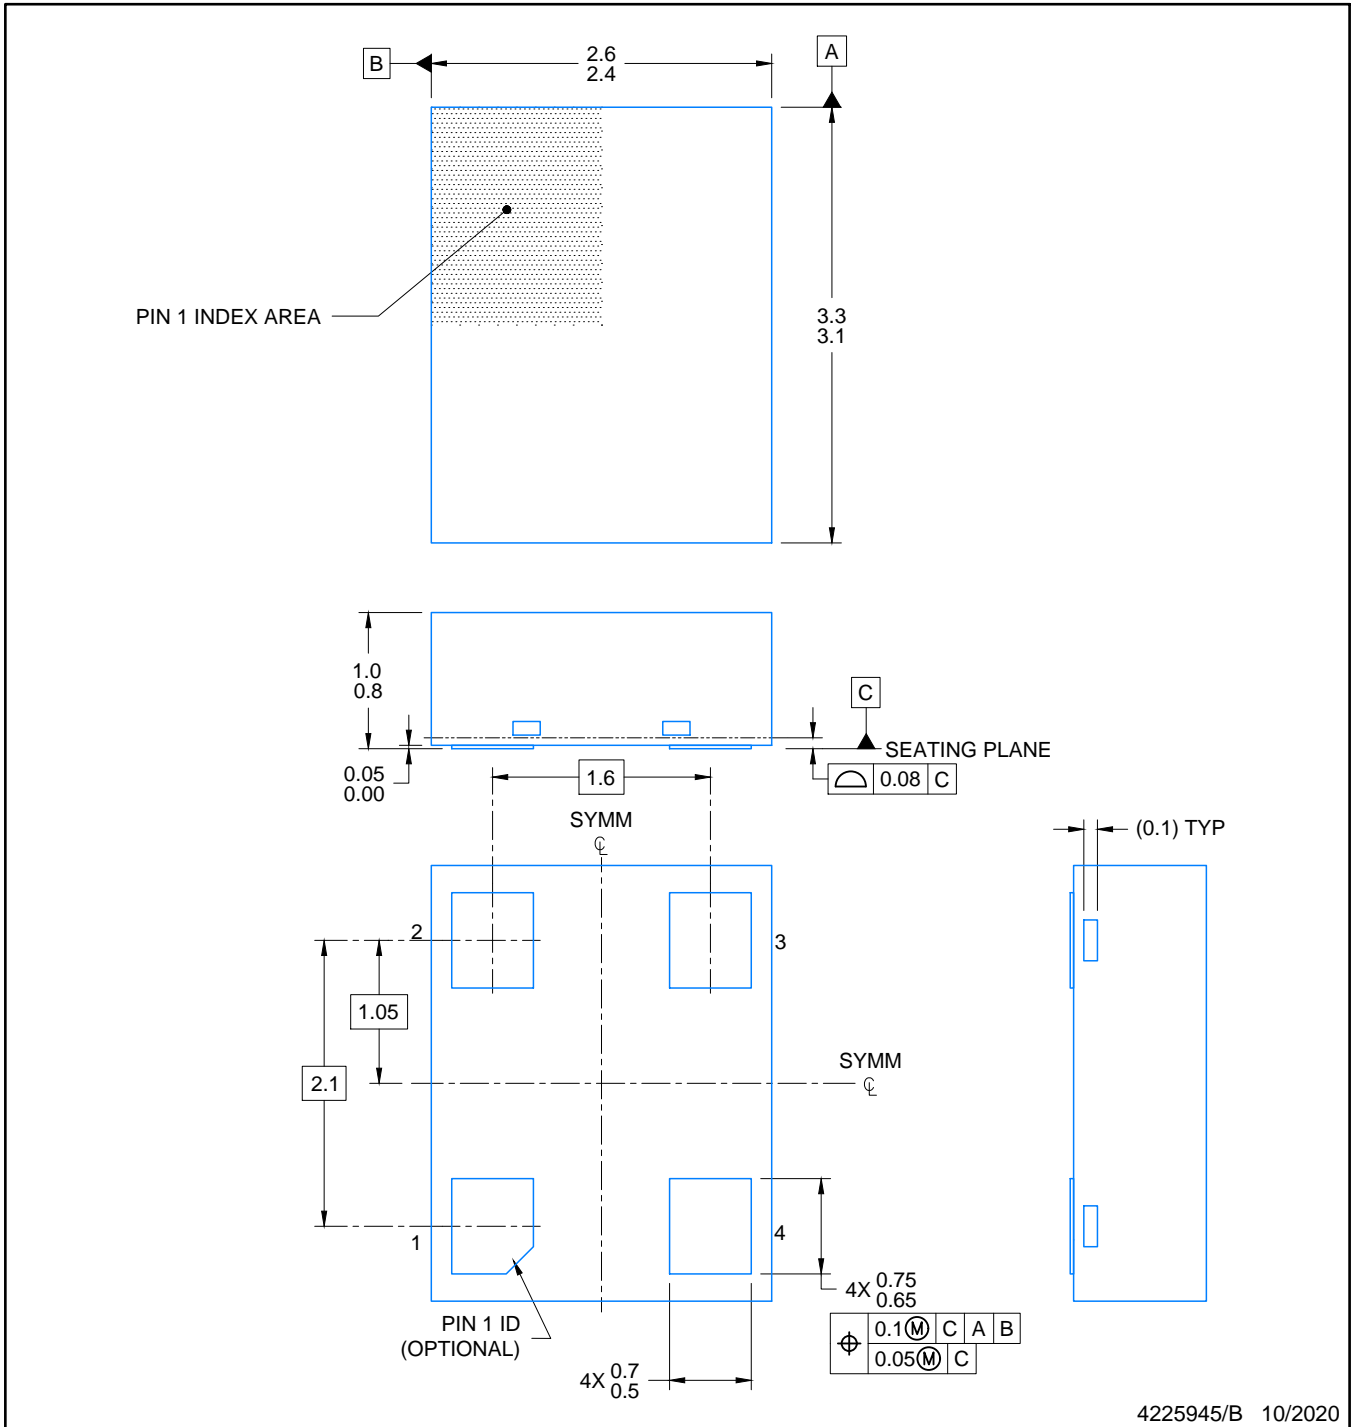 B
2.6
2.4
A
PIN 1 INDEX AREA
3.3
3.1
1.0
0.8
C
SEATING PLANE
0.05
0.00
1.6
0.08 C
SYMM
℄
(0.1) TYP
2
3
1.05
SYMM
℄
2.1
1
4
4X 0.75
0.65
PIN 1 ID
(OPTIONAL)
0.1Ⓜ C A B
0.05Ⓜ C
4X 0.7
0.5
4225945/B 10/2020